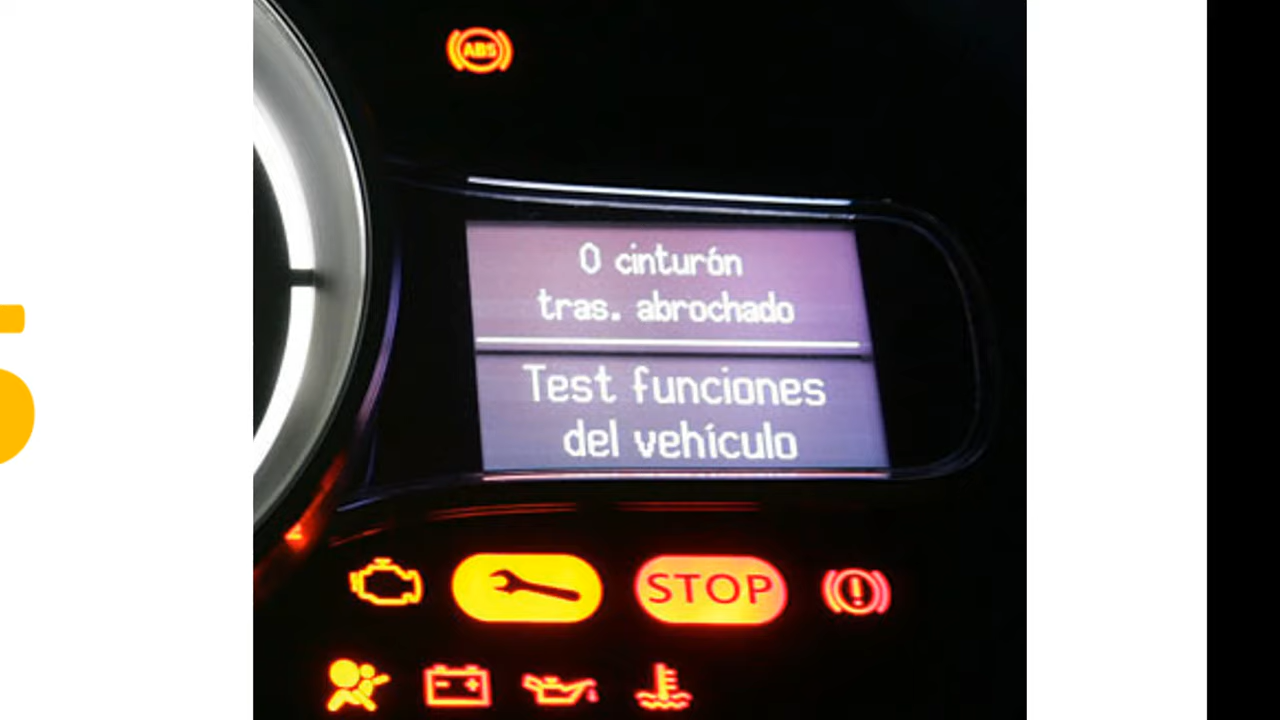 ABS
0 cinturón
tras. abrochado
Test funciones
del vehículo
STOP